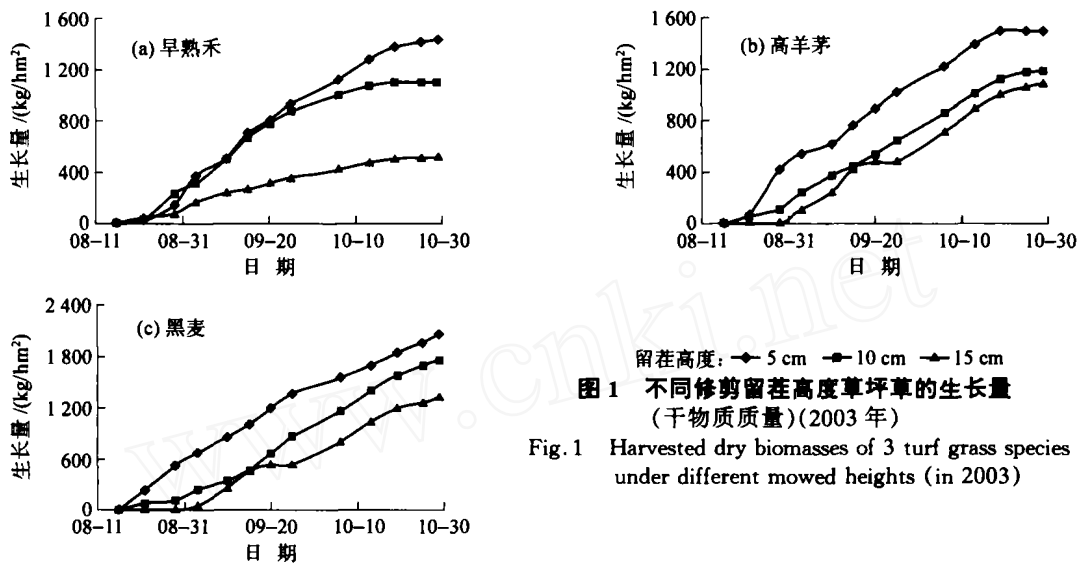 1 600
1 200
800
400
0
生长量/(kg/hm²)
(a) 早熟禾
08-11
08-31
09-20
10-10
10-30
日 期
1 600
1 200
800
400
0
生长量/(kg/hm²)
(b) 高羊茅
08-11
08-31
09-20
10-10
10-30
日 期
2 400
1 800
1 200
600
0
生长量/(kg/hm²)
(c) 黑麦
08-11
08-31
09-20
10-10
10-30
日 期
留茬高度: 5 cm 10 cm 15 cm
图 1 不同修剪留茬高度草坪草的生长量
(干物质质量)(2003 年)
Fig.1 Harvested dry biomasses of 3 turf grass species
under different mowed heights (in 2003)
www.cnki.net